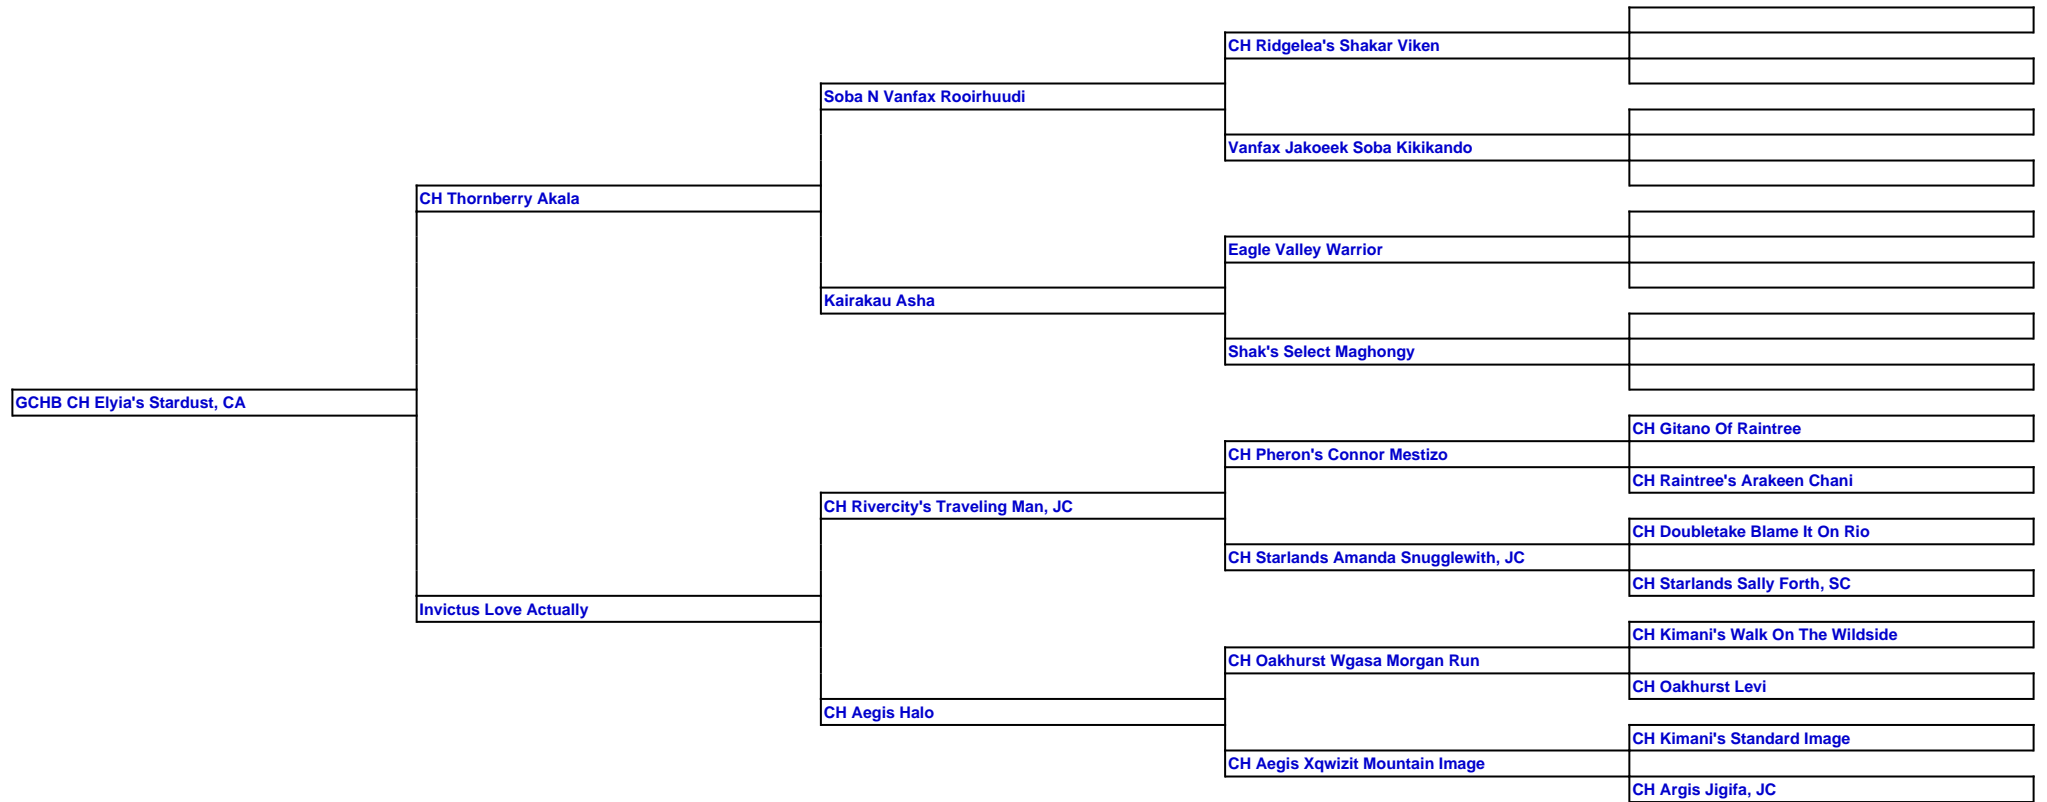 CH Ridgelea's Shakar Viken
Soba N Vanfax Rooirhuudi
Vanfax Jakoeek Soba Kikikando
CH Thornberry Akala
Eagle Valley Warrior
Kairakau Asha
Shak's Select Maghongy
GCHB CH Elyia's Stardust, CA
CH Gitano Of Raintree
CH Pheron's Connor Mestizo
CH Raintree's Arakeen Chani
CH Rivercity's Traveling Man, JC
CH Doubletake Blame It On Rio
CH Starlands Amanda Snugglewith, JC
CH Starlands Sally Forth, SC
Invictus Love Actually
CH Kimani's Walk On The Wildside
CH Oakhurst Wgasa Morgan Run
CH Oakhurst Levi
CH Aegis Halo
CH Kimani's Standard Image
CH Aegis Xqwizit Mountain Image
CH Argis Jigifa, JC